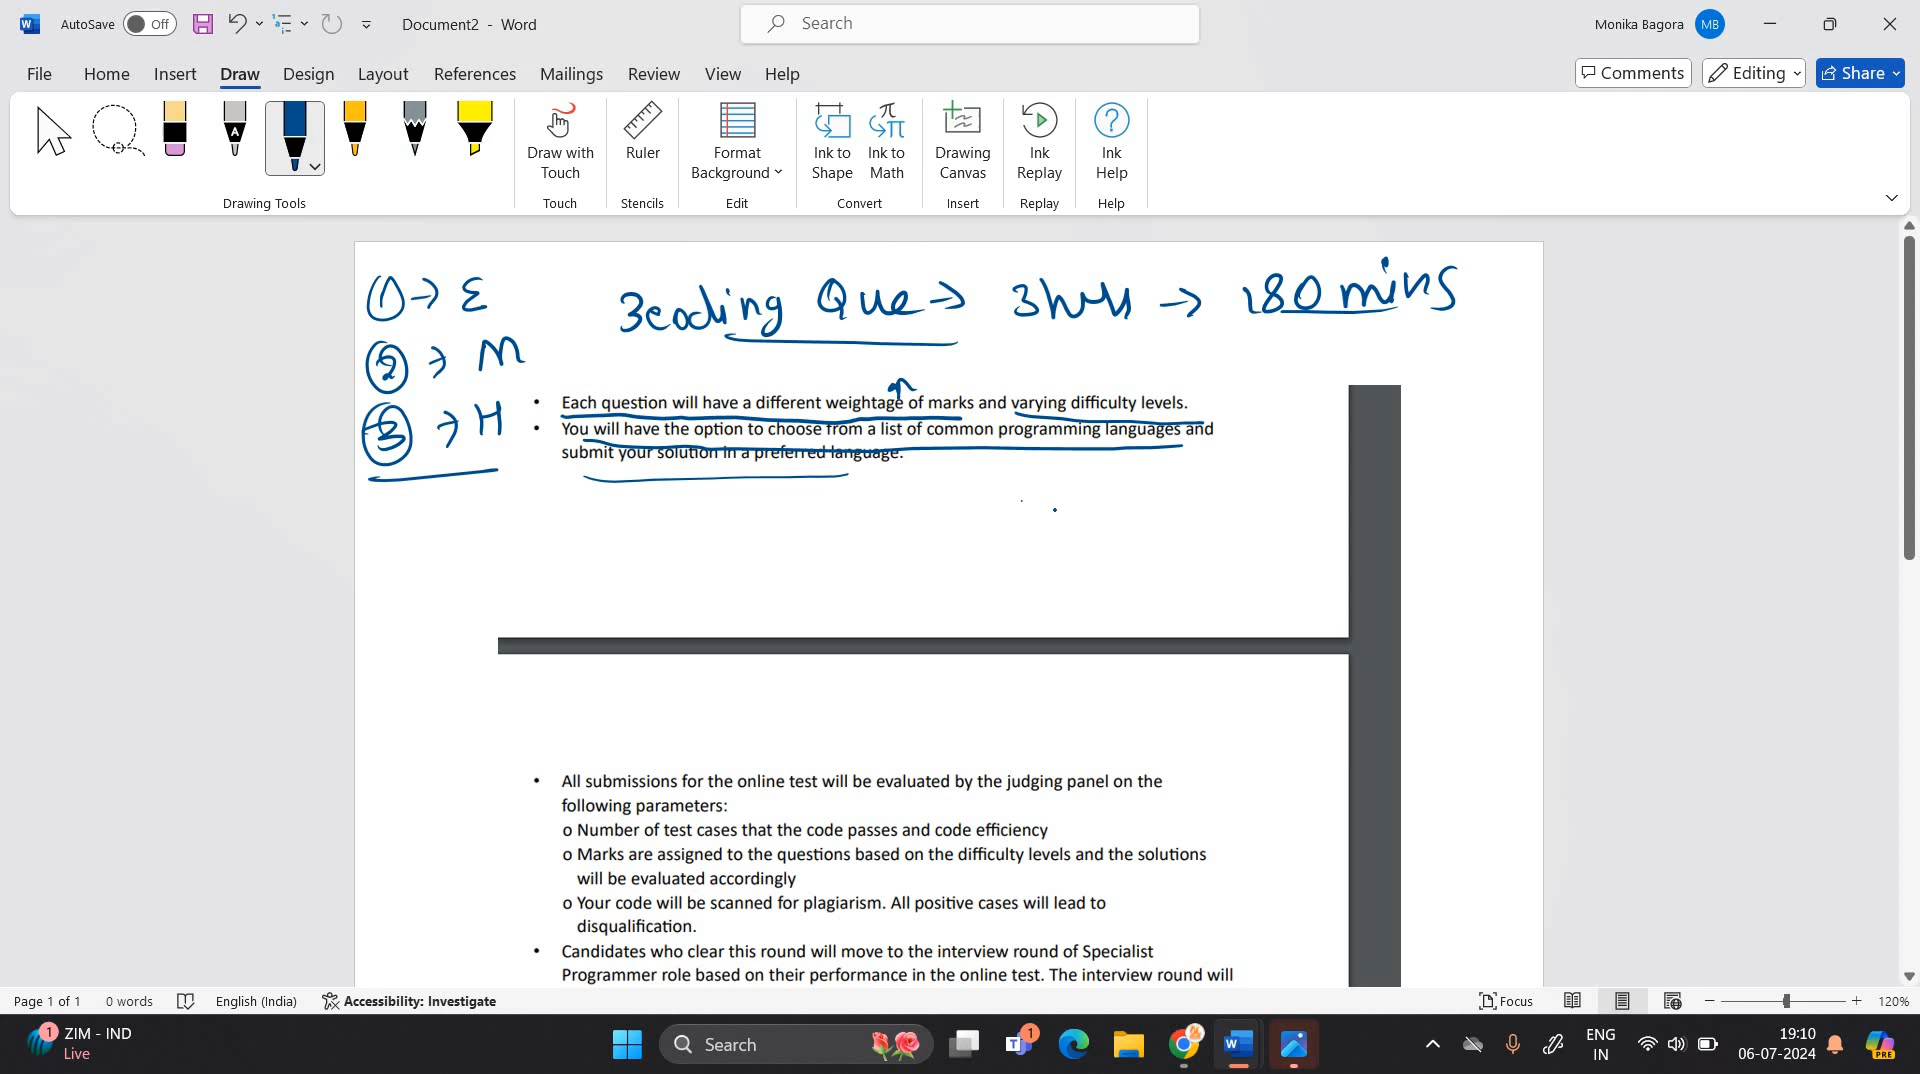 AutoSave Off Document2 - Word Search Monika Bagora MB
File Home Insert Draw Design Layout References Mailings Review View Help Comments Editing Share
Draw with Touch
Ruler
Format Background
Ink to Shape
Ink to Math
Drawing Canvas
Ink Replay
Ink Help
Drawing Tools Touch Stencils Edit Convert Insert Replay Help
① → E
② → M
③ → H
3 coding Que → 3 hrs → 180 mins
• Each question will have a different weightage of marks and varying difficulty levels.
• You will have the option to choose from a list of common programming languages and
submit your solution in a preferred language.
• All submissions for the online test will be evaluated by the judging panel on the
following parameters:
o Number of test cases that the code passes and code efficiency
o Marks are assigned to the questions based on the difficulty levels and the solutions
will be evaluated accordingly
o Your code will be scanned for plagiarism. All positive cases will lead to
disqualification.
• Candidates who clear this round will move to the interview round of Specialist
Programmer role based on their performance in the online test. The interview round will
Page 1 of 1 0 words English (India) Accessibility: Investigate Focus 120%
1 ZIM - IND
Live
Search
1
ENG
IN
19:10
06-07-2024
PRE